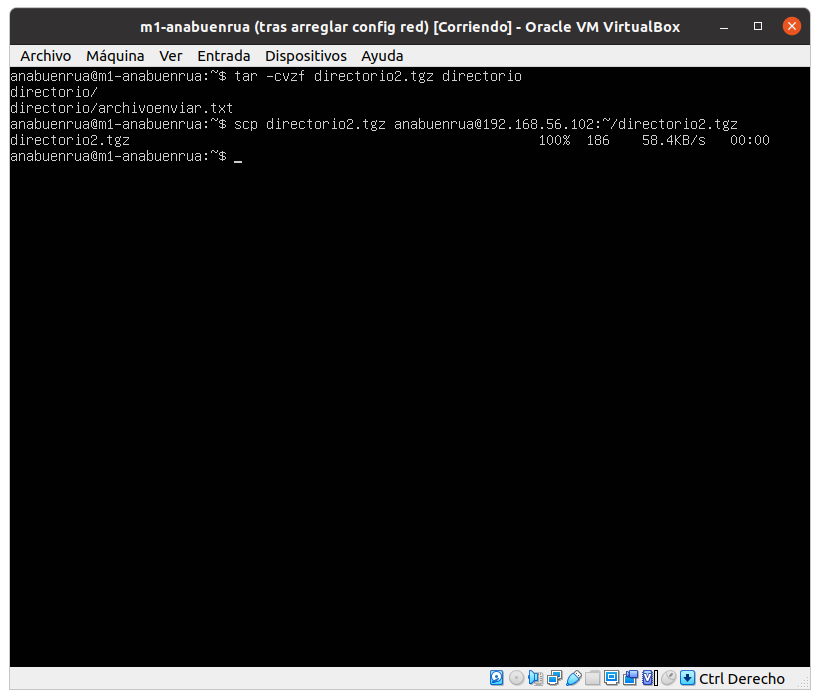 m1-anabuenrua (tras arreglar config red) [Corriendo] - Oracle VM VirtualBox
Archivo Máquina Ver Entrada Dispositivos Ayuda
anabuenrua@m1-anabuenrua:~$ tar -cvzf directorio2.tgz directorio
directorio/
directorio/archivoenviar.txt
anabuenrua@m1-anabuenrua:~$ scp directorio2.tgz anabuenrua@192.168.56.102:~/directorio2.tgz
directorio2.tgz 100% 186 58.4KB/s 00:00
anabuenrua@m1-anabuenrua:~$ _
Ctrl Derecho